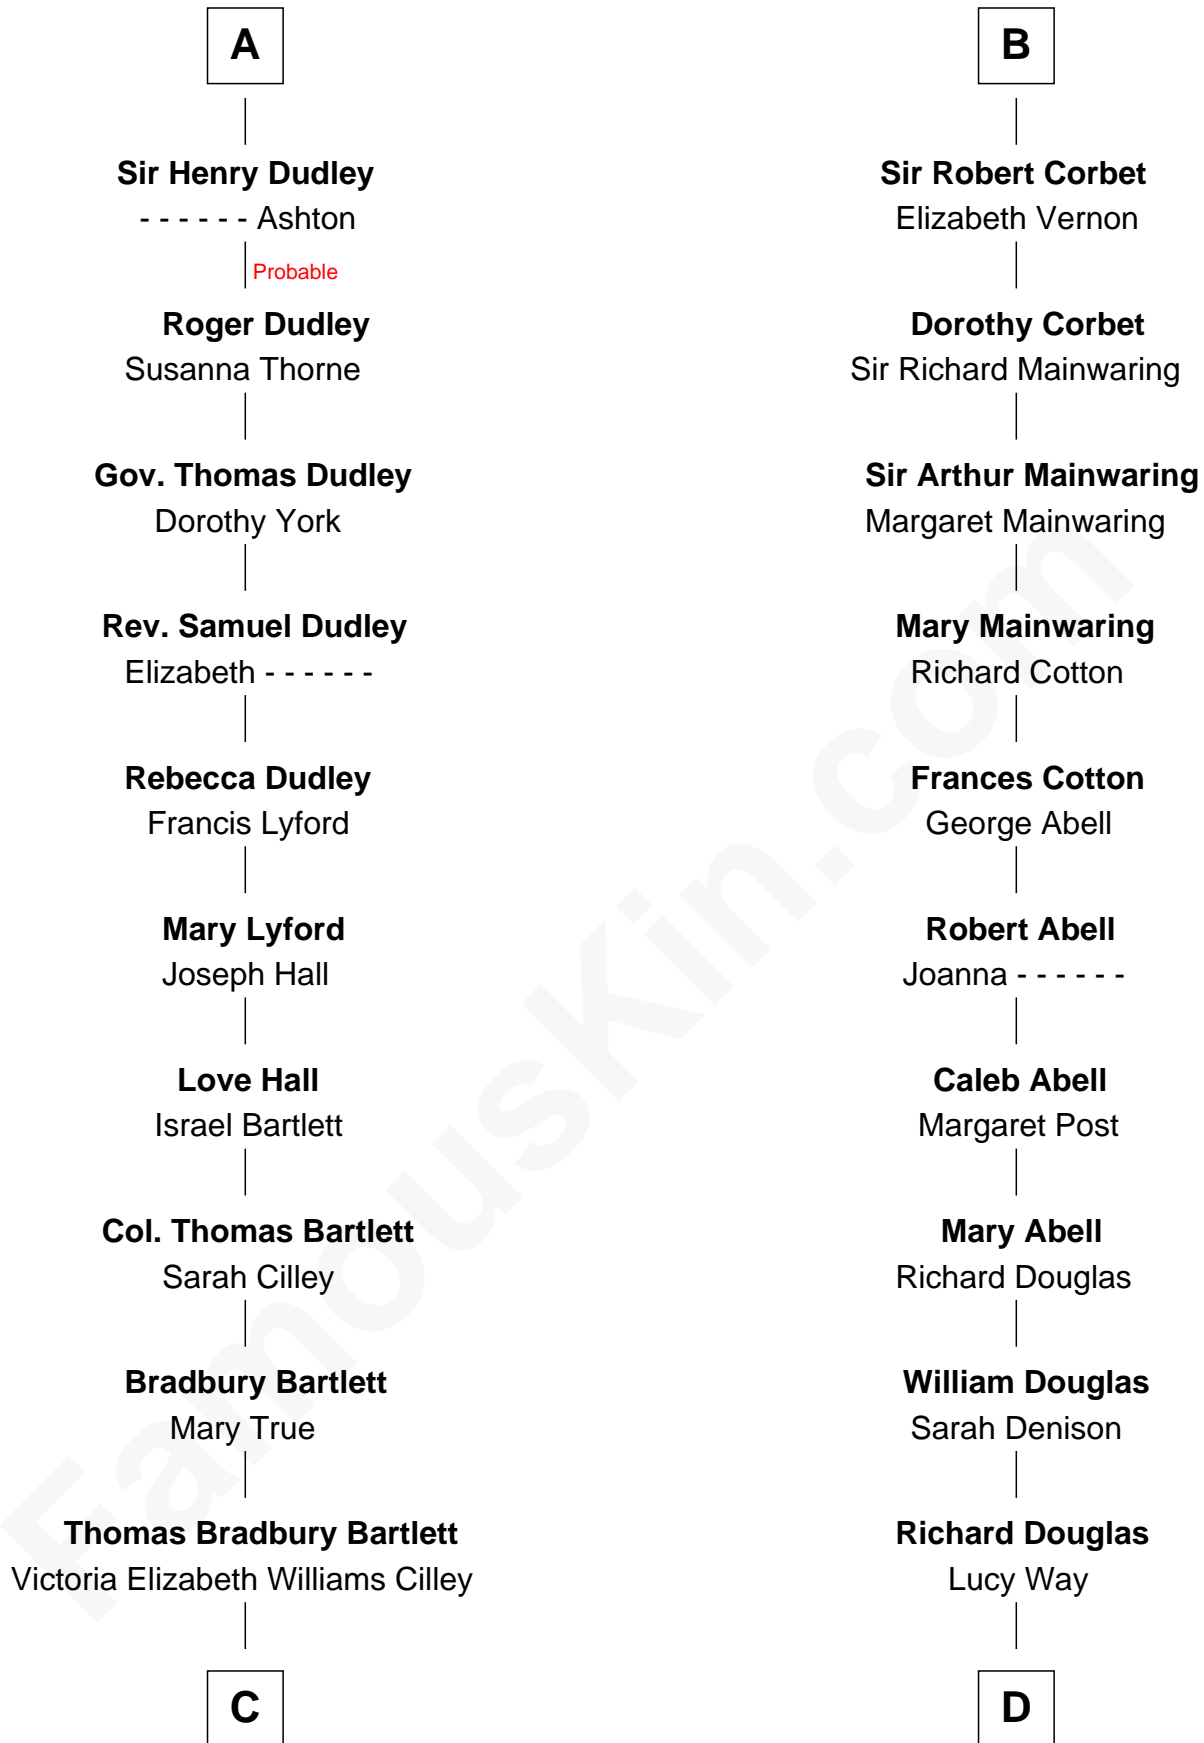 A
Sir Henry Dudley
- - - - - - Ashton
Probable
Roger Dudley
Susanna Thorne
Gov. Thomas Dudley
Dorothy York
Rev. Samuel Dudley
Elizabeth - - - - - -
Rebecca Dudley
Francis Lyford
Mary Lyford
Joseph Hall
Love Hall
Israel Bartlett
Col. Thomas Bartlett
Sarah Cilley
Bradbury Bartlett
Mary True
Thomas Bradbury Bartlett
Victoria Elizabeth Williams Cilley
C
B
Sir Robert Corbet
Elizabeth Vernon
Dorothy Corbet
Sir Richard Mainwaring
Sir Arthur Mainwaring
Margaret Mainwaring
Mary Mainwaring
Richard Cotton
Frances Cotton
George Abell
Robert Abell
Joanna - - - - - -
Caleb Abell
Margaret Post
Mary Abell
Richard Douglas
William Douglas
Sarah Denison
Richard Douglas
Lucy Way
D
FamousKin.com